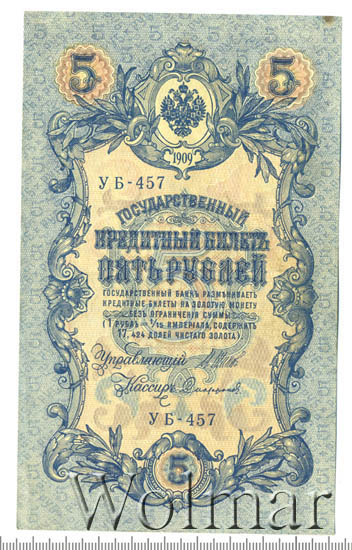 5 5
1909
УБ-457
ГОСУДАРСТВЕННЫЙ
КРЕДИТНЫЙ БИЛЕТЪ
ПЯТЬ РУБЛЕЙ
ГОСУДАРСТВЕННЫЙ БАНКЪ РАЗМѢНИВАЕТЪ
КРЕДИТНЫЕ БИЛЕТЫ НА ЗОЛОТУЮ МОНЕТУ
БЕЗЪ ОГРАНИЧЕНІЯ СУММЫ
(1 РУБЛЬ = 1/15 ИМПЕРІАЛА, СОДЕРЖИТЪ
17,424 ДОЛЕЙ ЧИСТАГО ЗОЛОТА).
Управляющій
Кассиръ
УБ-457
5
Wolmar